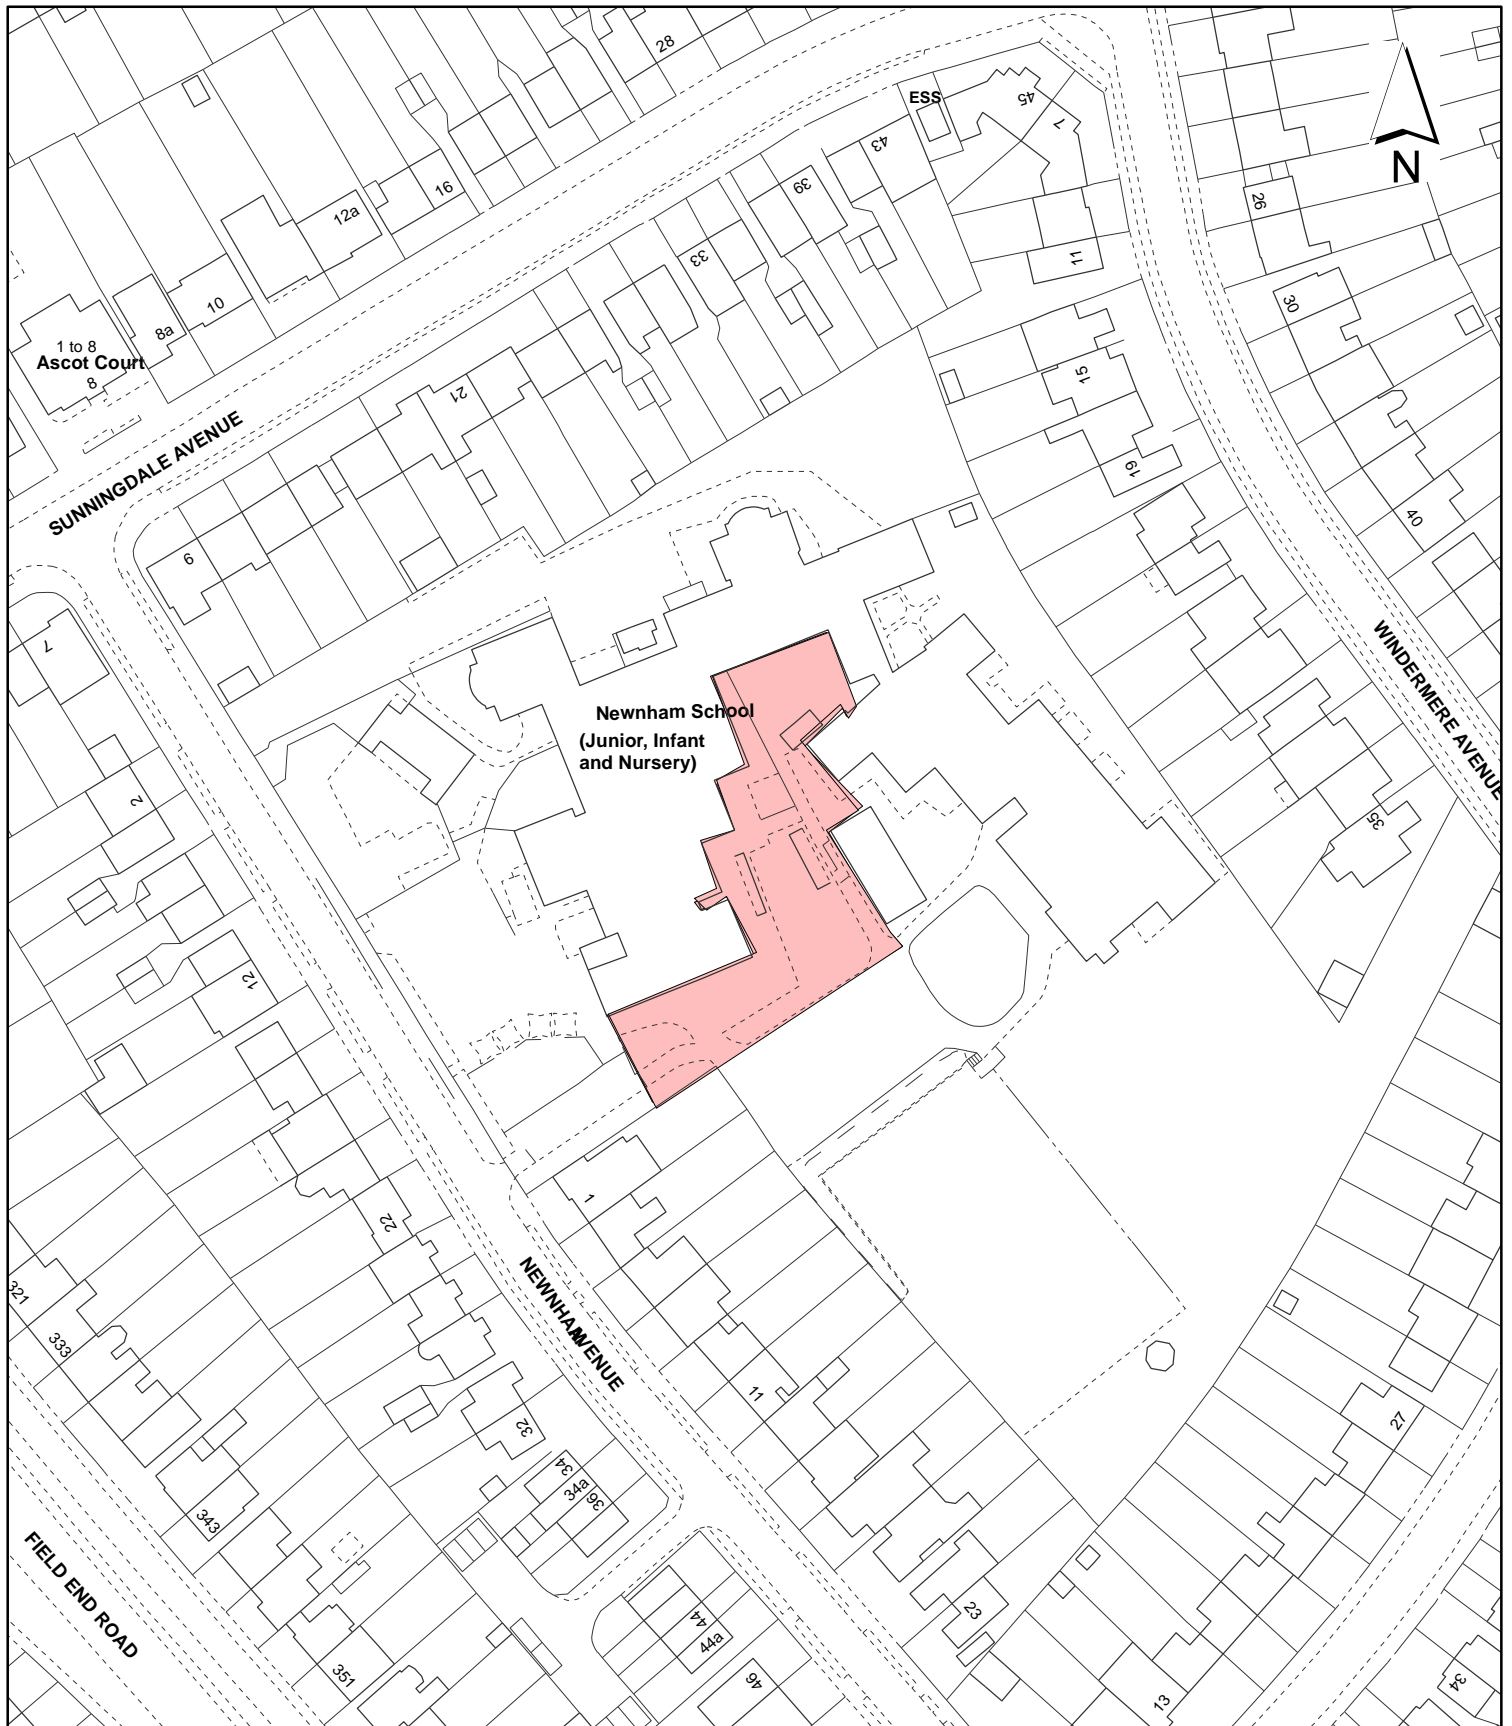 28
ESS
45
7
43
N
16
39
26
12a
33
11
10
30
8a
1 to 8
Ascot Court
8
15
21
SUNNINGDALE AVENUE
19
40
6
7
WINDERMERE AVENUE
Newnham School
(Junior, Infant
and Nursery)
2
35
12
1
22
321
333
NEWNHAM
AVENUE
11
27
32
34
34a
36
343
FIELD END ROAD
23
44
44a
351
46
34
13